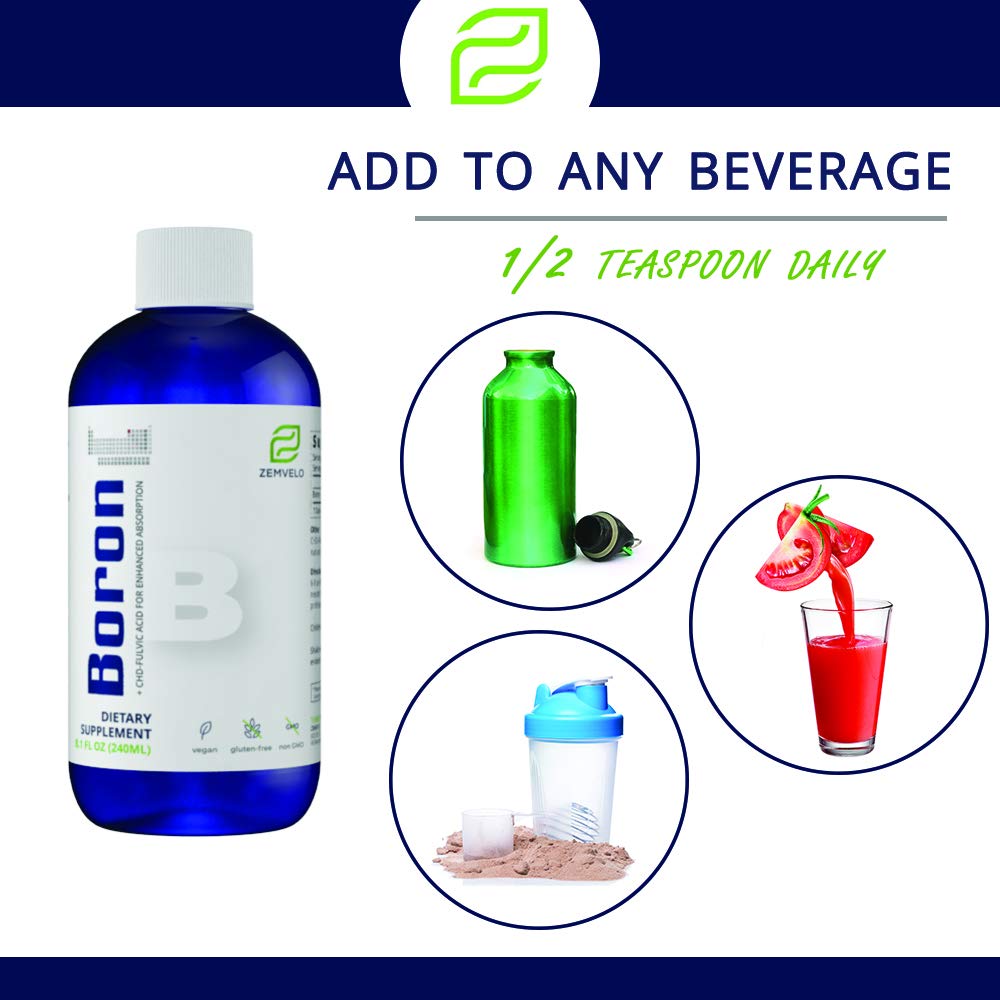 ADD TO ANY BEVERAGE
1/2 TEASPOON DAILY
ZEMVELO
Boron
+ CHD-FULVIC ACID FOR ENHANCED ABSORPTION
B
DIETARY
SUPPLEMENT
8.1 FL OZ (240ML)
vegan
gluten-free
GMO
non GMO